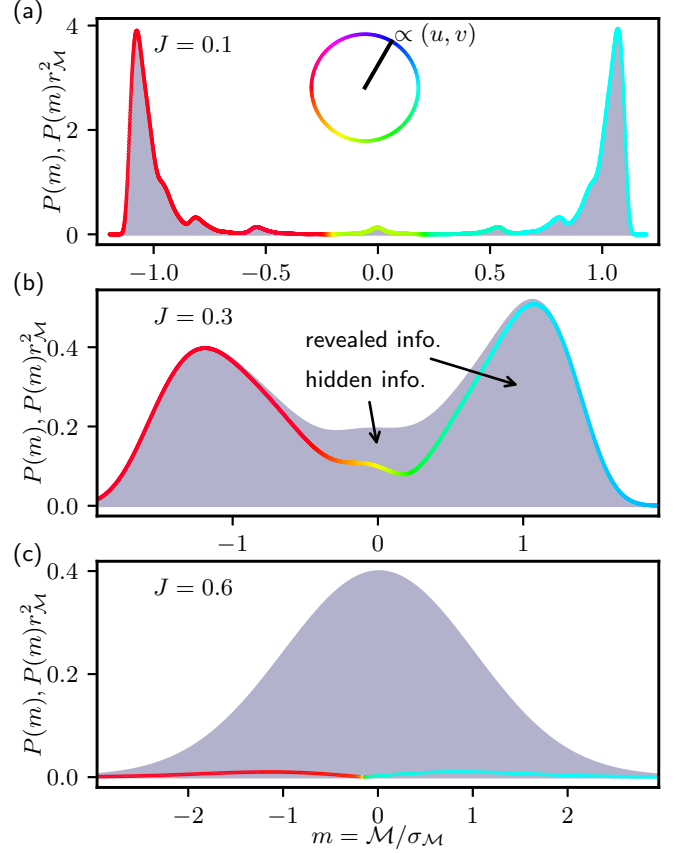 (a)
J = 0.1
∝ (u, v)
P(m), P(m)r²_ℳ
4
2
0
−1.0
−0.5
0.0
0.5
1.0
(b)
J = 0.3
revealed info.
hidden info.
P(m), P(m)r²_ℳ
0.4
0.2
0.0
−1
0
1
(c)
J = 0.6
P(m), P(m)r²_ℳ
0.4
0.2
0.0
−2
−1
0
1
2
m = ℳ/σ_ℳ